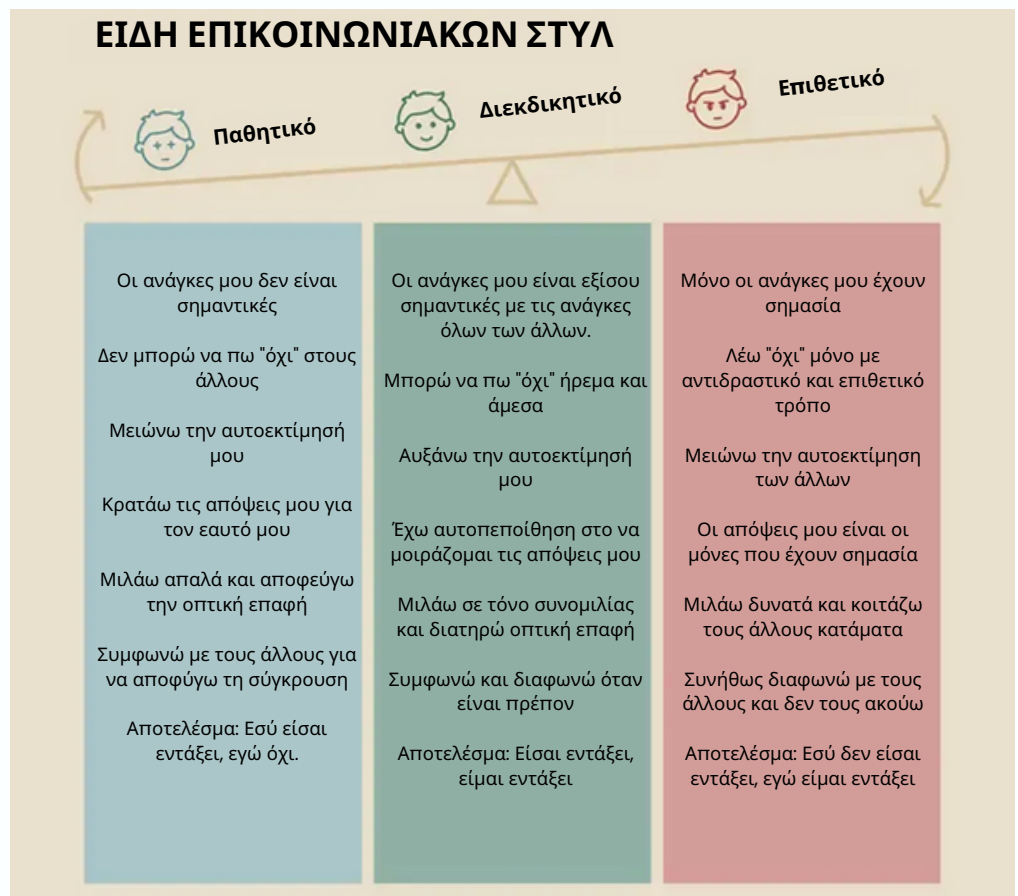 ΕΙΔΗ ΕΠΙΚΟΙΝΩΝΙΑΚΩΝ ΣΤΥΛ
Παθητικό
Διεκδικητικό
Επιθετικό
Οι ανάγκες μου δεν είναι
σημαντικές
Δεν μπορώ να πω "όχι" στους
άλλους
Μειώνω την αυτοεκτίμησή
μου
Κρατάω τις απόψεις μου για
τον εαυτό μου
Μιλάω απαλά και αποφεύγω
την οπτική επαφή
Συμφωνώ με τους άλλους για
να αποφύγω τη σύγκρουση
Αποτελέσμα: Εσύ είσαι
εντάξει, εγώ όχι.
Οι ανάγκες μου είναι εξίσου
σημαντικές με τις ανάγκες
όλων των άλλων.
Μπορώ να πω "όχι" ήρεμα και
άμεσα
Αυξάνω την αυτοεκτίμησή
μου
Έχω αυτοπεποίθηση στο να
μοιράζομαι τις απόψεις μου
Μιλάω σε τόνο συνομιλίας
και διατηρώ οπτική επαφή
Συμφωνώ και διαφωνώ όταν
είναι πρέπον
Αποτελέσμα: Είσαι εντάξει,
είμαι εντάξει
Μόνο οι ανάγκες μου έχουν
σημασία
Λέω "όχι" μόνο με
αντιδραστικό και επιθετικό
τρόπο
Μειώνω την αυτοεκτίμηση
των άλλων
Οι απόψεις μου είναι οι
μόνες που έχουν σημασία
Μιλάω δυνατά και κοιτάζω
τους άλλους κατάματα
Συνήθως διαφωνώ με τους
άλλους και δεν τους ακούω
Αποτελέσμα: Εσύ δεν είσαι
εντάξει, εγώ είμαι εντάξει